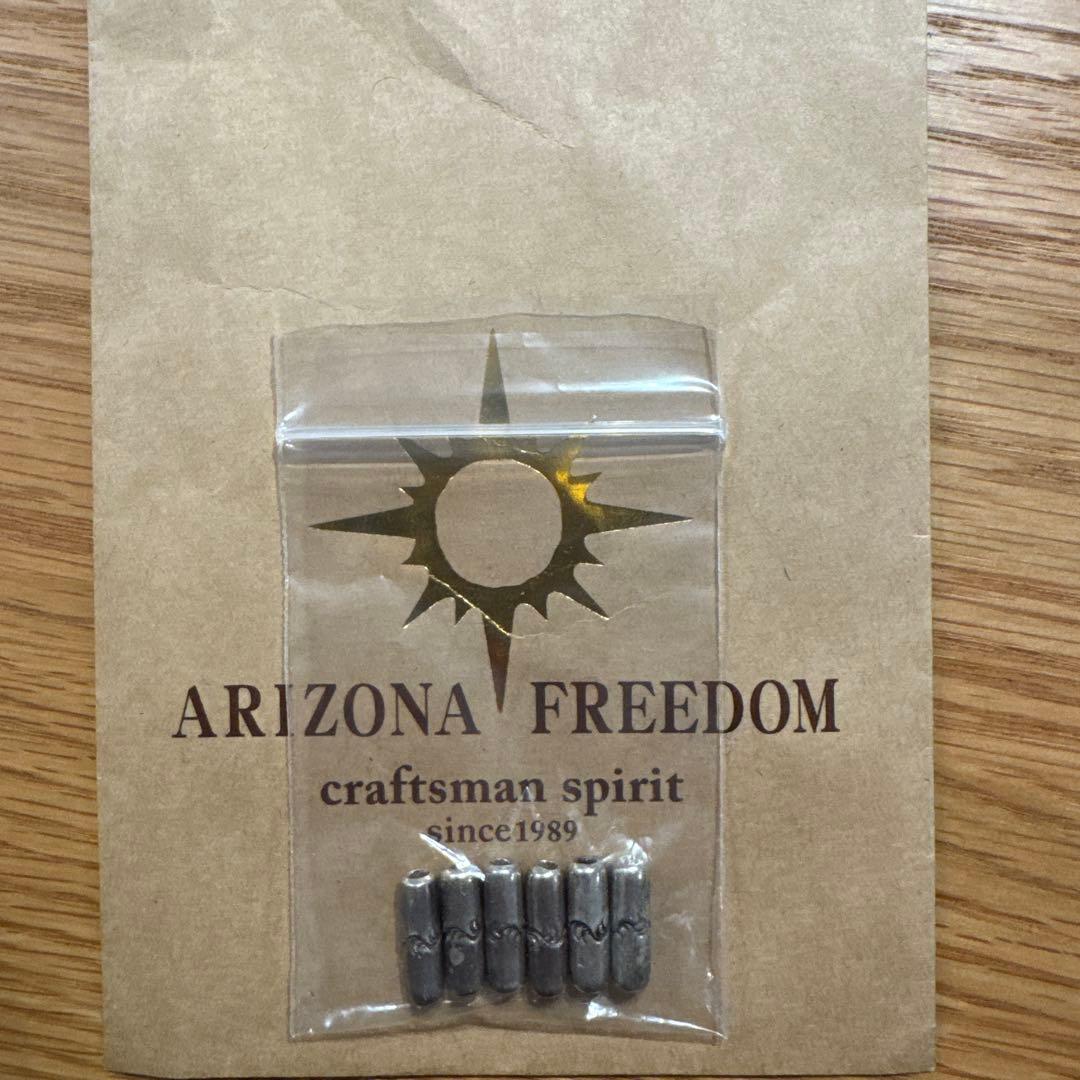 ARIZONA FREEDOM
craftsman spirit
since1989